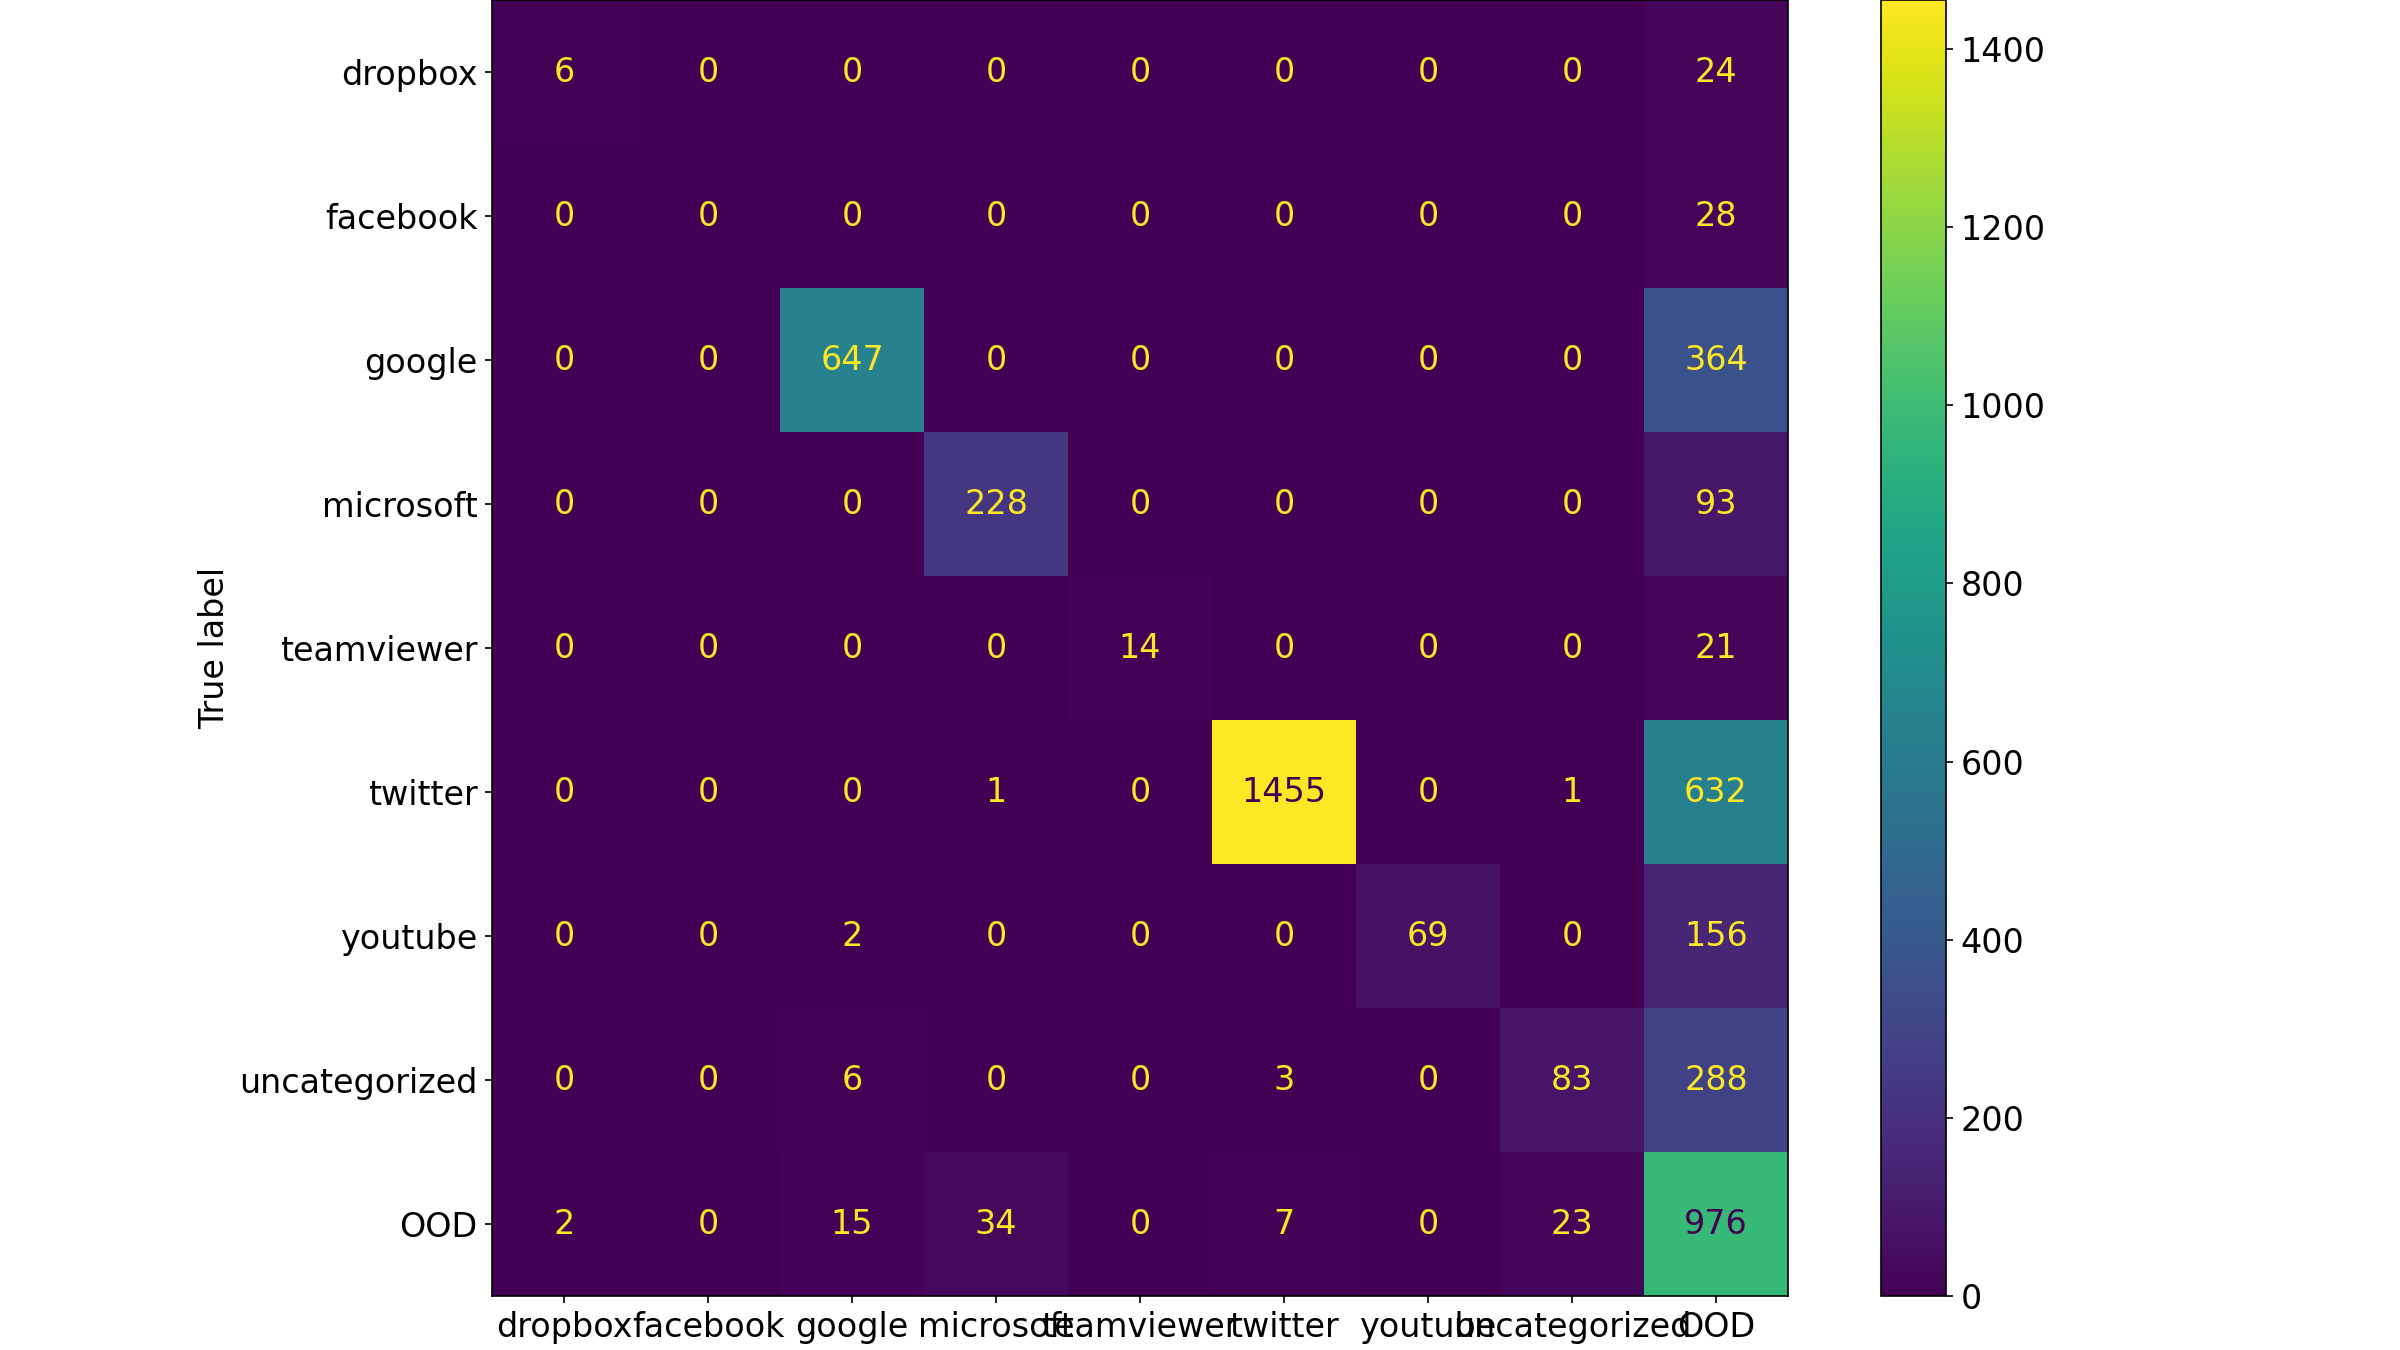 dropbox 6 0 0 0 0 0 0 0 24
facebook 0 0 0 0 0 0 0 0 28
google 0 0 647 0 0 0 0 0 364
microsoft 0 0 0 228 0 0 0 0 93
teamviewer 0 0 0 0 14 0 0 0 21
twitter 0 0 0 1 0 1455 0 1 632
youtube 0 0 2 0 0 0 69 0 156
uncategorized 0 0 6 0 0 3 0 83 288
OOD 2 0 15 34 0 7 0 23 976
dropbox facebook google microsoft teamviewer twitter youtube uncategorized OOD
True label
1400
1200
1000
800
600
400
200
0